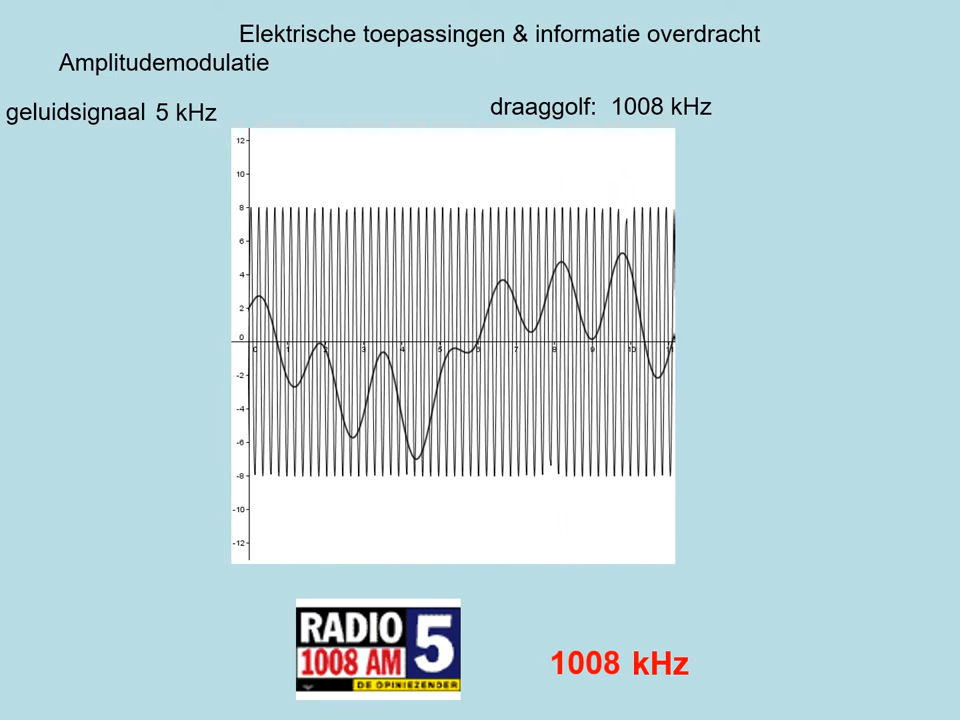 Elektrische toepassingen & informatie overdracht
Amplitudemodulatie
geluidsignaal 5 kHz
draaggolf: 1008 kHz
12
10
8
6
4
2
0
-2
-4
-6
-8
-10
-12
0 1 2 3 4 5 6 7 8 9 10 11
RADIO 5
1008 AM
DE OPINIEZENDER
1008 kHz